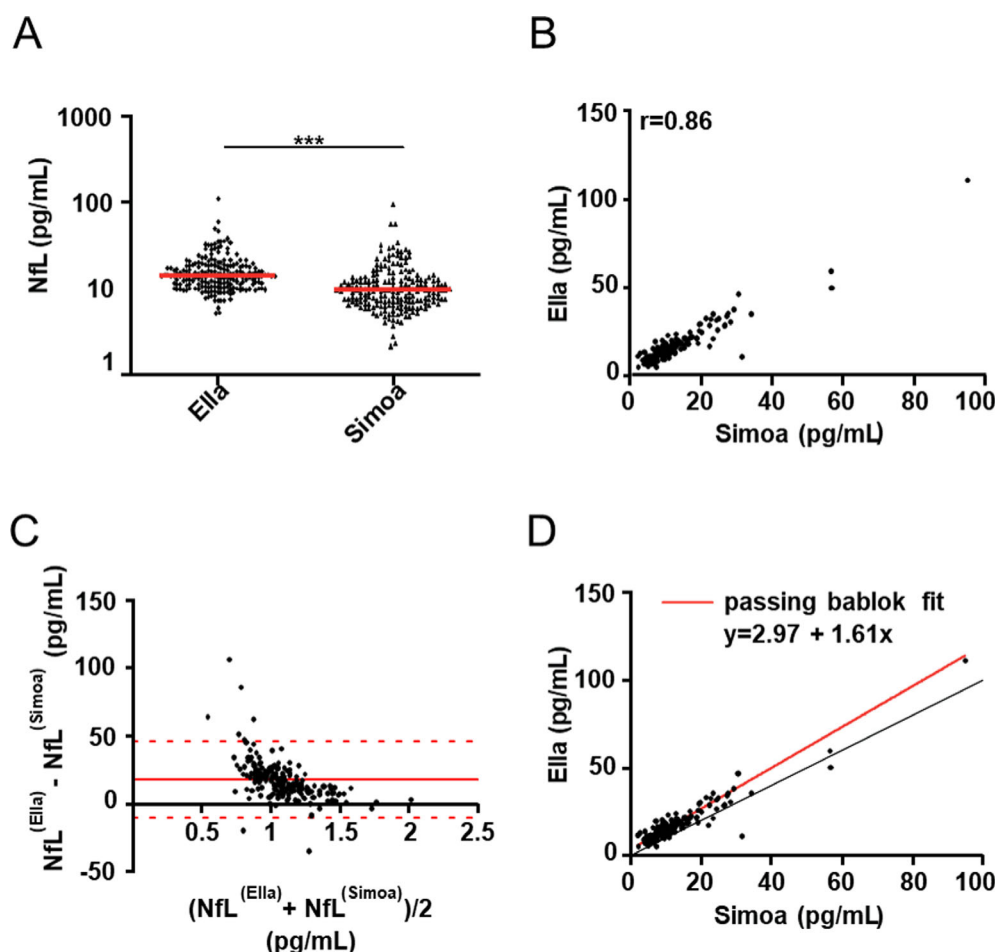 A
1000
100
10
1
NfL (pg/mL)
***
Ella
Simoa
B
150
100
50
0
Ella (pg/mL)
r=0.86
0
20
40
60
80
100
Simoa (pg/mL)
C
150
100
50
0
-50
NfL(Ella) - NfL(Simoa) (pg/mL)
0.5
1
1.5
2
2.5
(NfL(Ella) + NfL(Simoa))/2
(pg/mL)
D
150
100
50
0
Ella (pg/mL)
passing bablok fit
y=2.97 + 1.61x
0
20
40
60
80
100
Simoa (pg/mL)